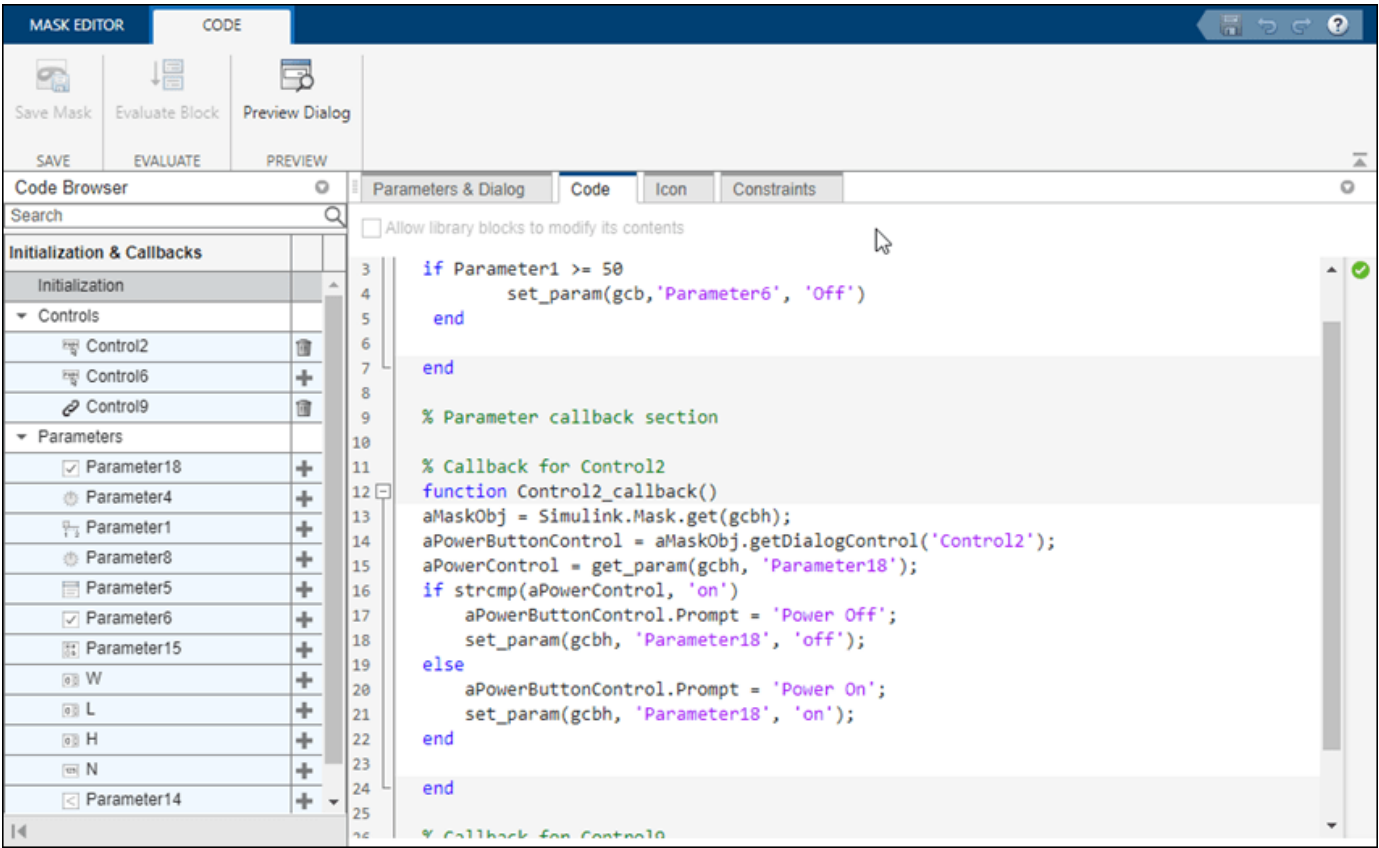 MASK EDITOR
CODE
Save Mask
Evaluate Block
Preview Dialog
SAVE
EVALUATE
PREVIEW
Code Browser
Search
Initialization & Callbacks
Initialization
Controls
Control2
Control6
Control9
Parameters
Parameter18
Parameter4
Parameter1
Parameter8
Parameter5
Parameter6
Parameter15
W
L
H
N
Parameter14
Parameters & Dialog
Code
Icon
Constraints
Allow library blocks to modify its contents
3 if Parameter1 >= 50
4 set_param(gcb,'Parameter6', 'Off')
5 end
6
7 end
8
9 % Parameter callback section
10
11 % Callback for Control2
12 function Control2_callback()
13 aMaskObj = Simulink.Mask.get(gcbh);
14 aPowerButtonControl = aMaskObj.getDialogControl('Control2');
15 aPowerControl = get_param(gcbh, 'Parameter18');
16 if strcmp(aPowerControl, 'on')
17 aPowerButtonControl.Prompt = 'Power Off';
18 set_param(gcbh, 'Parameter18', 'off');
19 else
20 aPowerButtonControl.Prompt = 'Power On';
21 set_param(gcbh, 'Parameter18', 'on');
22 end
23
24 end
25
26 % Callback for Control9